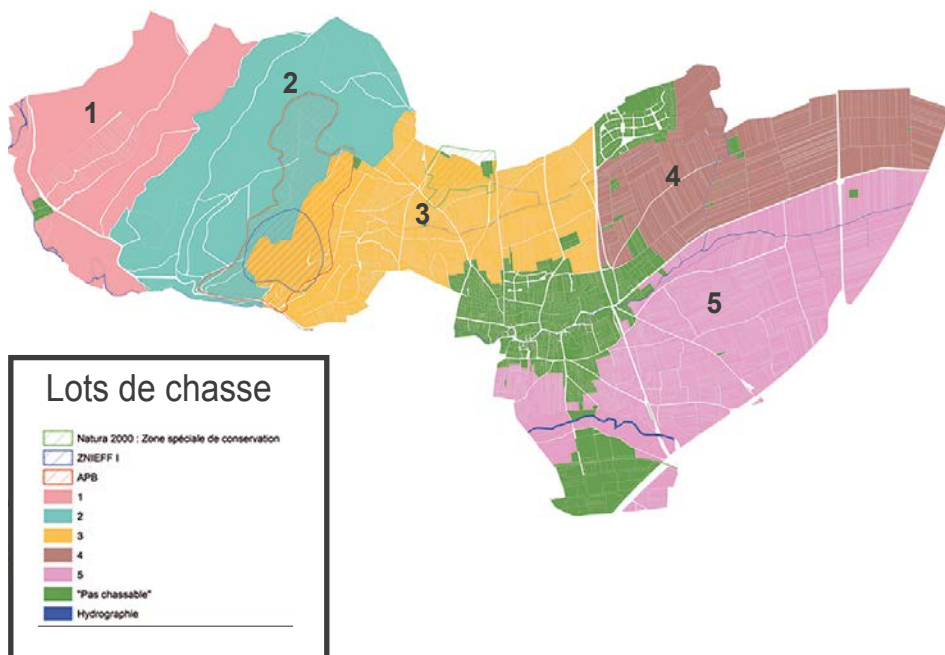 1
2
3
4
5
Lots de chasse
Natura 2000 : Zone spéciale de conservation
ZNIEFF I
APB
1
2
3
4
5
"Pas chassable"
Hydrographie